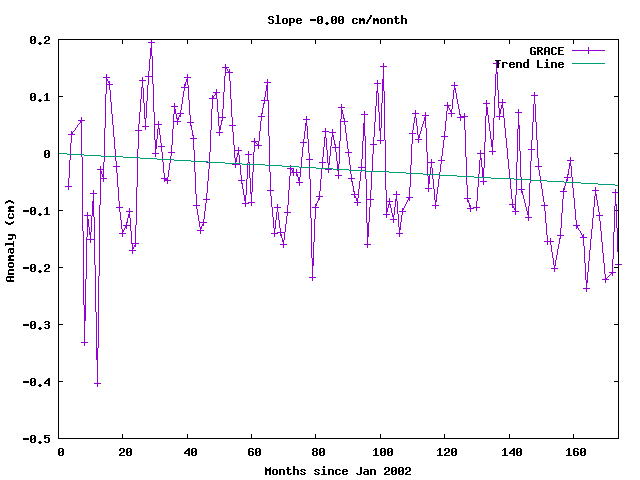 Slope -0.00 cm/month
GRACE
Trend Line
0.2
0.1
0
-0.1
-0.2
-0.3
-0.4
-0.5
Anomaly (cm)
0 20 40 60 80 100 120 140 160
Months since Jan 2002